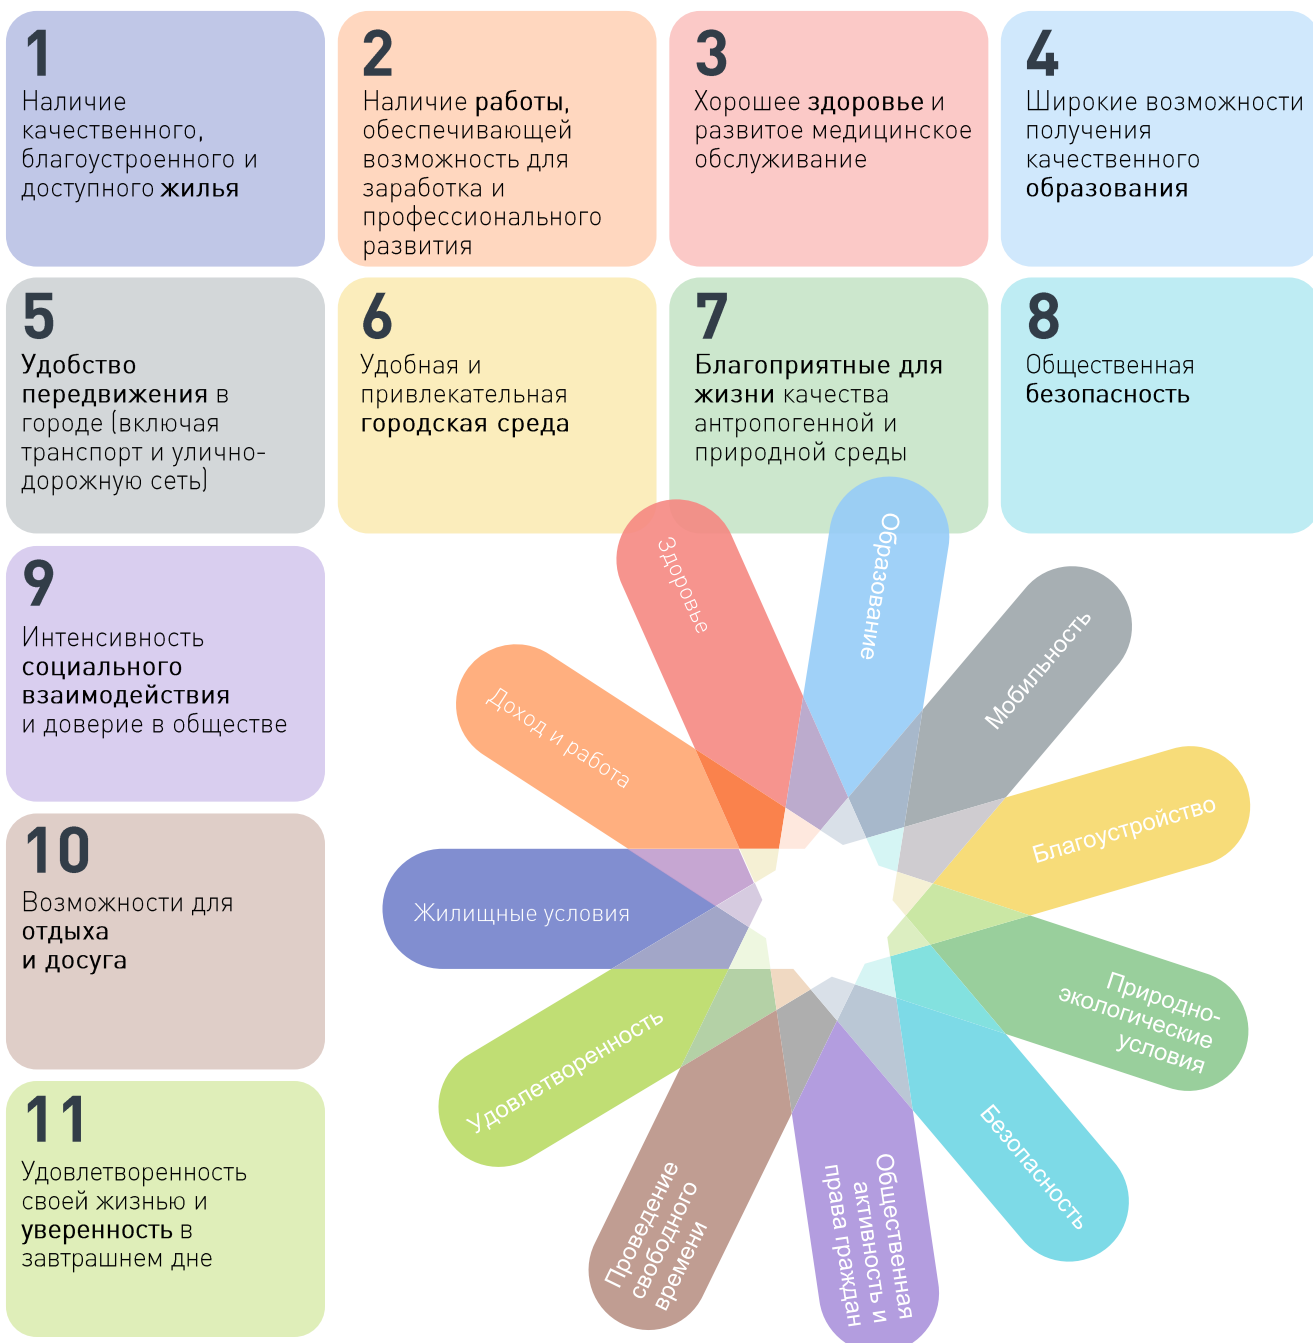 1
Наличие
качественного,
благоустроенного и
доступного жилья
2
Наличие работы,
обеспечивающей
возможность для
заработка и
профессионального
развития
3
Хорошее здоровье и
развитое медицинское
обслуживание
4
Широкие возможности
получения
качественного
образования
5
Удобство
передвижения в
городе (включая
транспорт и улично-
дорожную сеть)
6
Удобная и
привлекательная
городская среда
7
Благоприятные для
жизни качества
антропогенной и
природной среды
8
Общественная
безопасность
9
Интенсивность
социального
взаимодействия
и доверие в обществе
10
Возможности для
отдыха
и досуга
11
Удовлетворенность
своей жизнью и
уверенность в
завтрашнем дне
Жилищные условия
Доход и работа
Здоровье
Образование
Мобильность
Благоустройство
Природно-
экологические
условия
Безопасность
Общественная
активность и
права граждан
Проведение
свободного
времени
Удовлетворенность